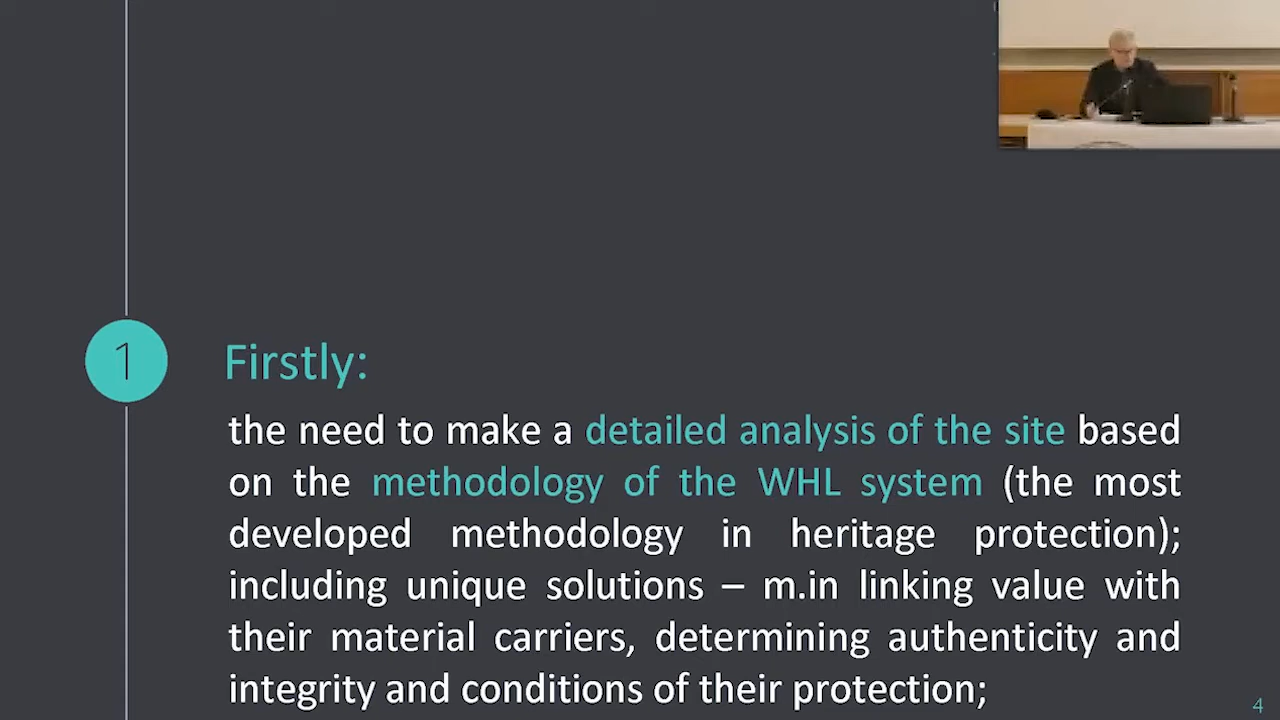 1
Firstly:
the need to make a detailed analysis of the site based
on the methodology of the WHL system (the most
developed methodology in heritage protection);
including unique solutions – m.in linking value with
their material carriers, determining authenticity and
integrity and conditions of their protection;
4